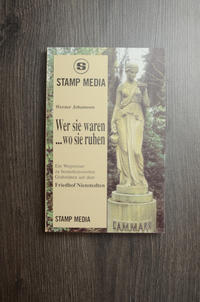 S
STAMP MEDIA
Werner Johannsen
Wer sie waren
...wo sie ruhen
Ein Wegweiser
zu bemerkenswerten
Grabstätten auf dem
Friedhof Nienstedten
STAMP MEDIA